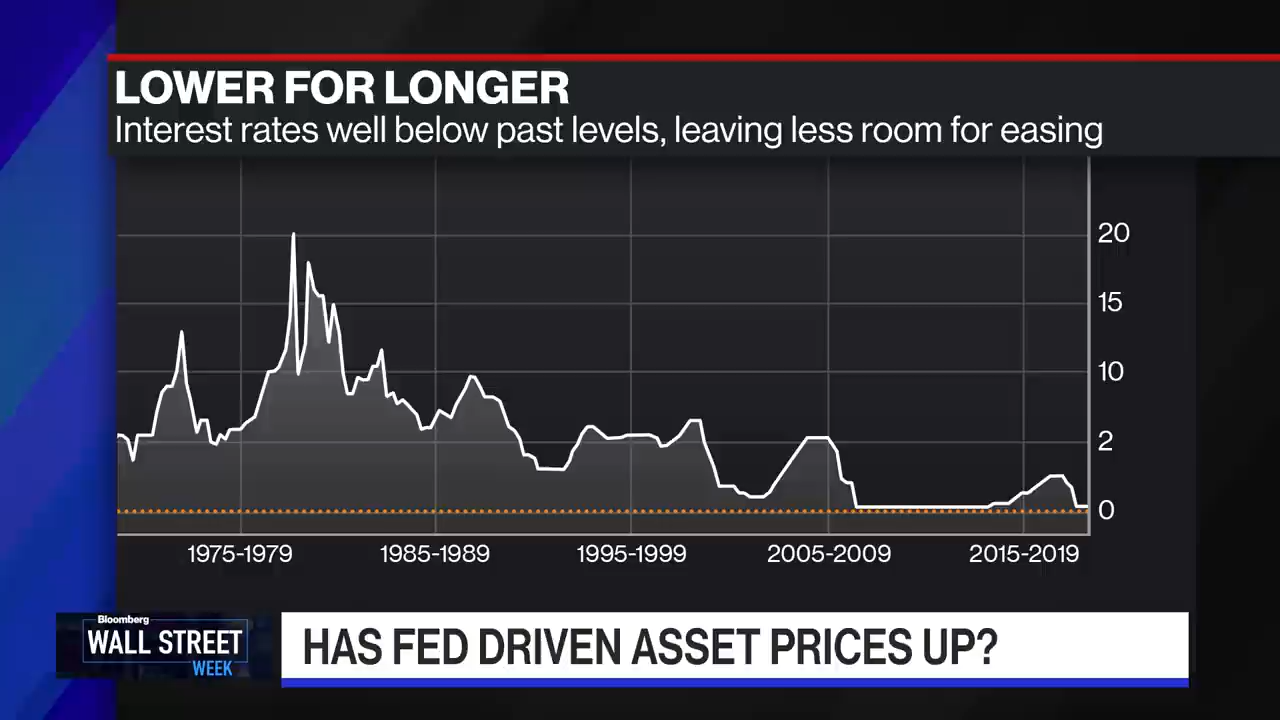 LOWER FOR LONGER
Interest rates well below past levels, leaving less room for easing
20
15
10
2
0
1975-1979 1985-1989 1995-1999 2005-2009 2015-2019
Bloomberg
WALL STREET
WEEK
HAS FED DRIVEN ASSET PRICES UP?